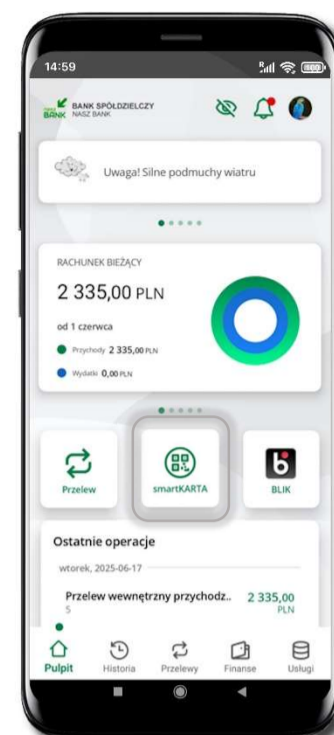 14:59
BANK SPÓŁDZIELCZY
BANK NASZ BANK
Uwaga! Silne podmuchy wiatru
RACHUNEK BIEŻĄCY
2 335,00 PLN
od 1 czerwca
Przychody 2 335,00 PLN
Wydatki 0,00 PLN
Przelew
smartKARTA
BLIK
Ostatnie operacje
wtorek, 2025-06-17
Przelew wewnętrzny przychodz.. 2 335,00
5 PLN
Pulpit Historia Przelewy Finanse Usługi